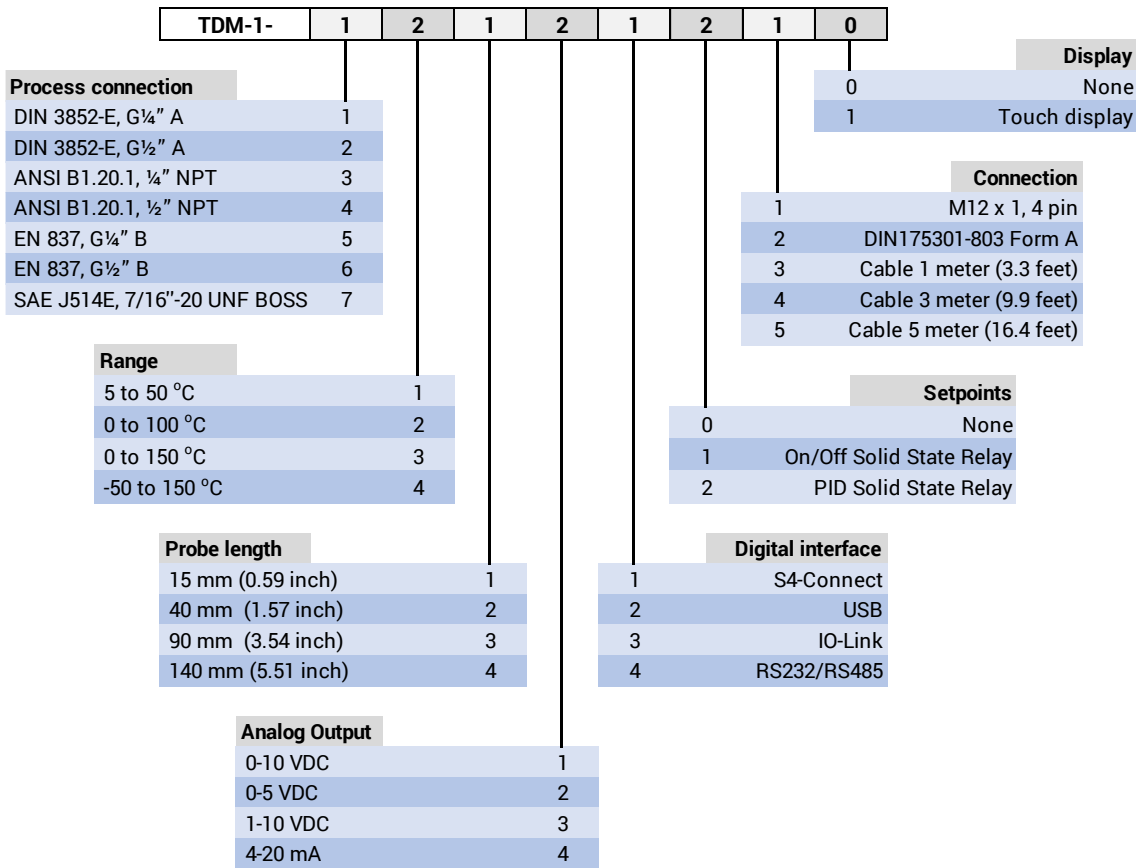 TDM-1- 1 2 1 2 1 2 1 0
Display
0 None
1 Touch display
Process connection
DIN 3852-E, G¼” A 1
DIN 3852-E, G½” A 2
ANSI B1.20.1, ¼” NPT 3
ANSI B1.20.1, ½” NPT 4
EN 837, G¼” B 5
EN 837, G½” B 6
SAE J514E, 7/16''-20 UNF BOSS 7
Connection
1 M12 x 1, 4 pin
2 DIN175301-803 Form A
3 Cable 1 meter (3.3 feet)
4 Cable 3 meter (9.9 feet)
5 Cable 5 meter (16.4 feet)
Range
5 to 50 °C 1
0 to 100 °C 2
0 to 150 °C 3
-50 to 150 °C 4
Setpoints
0 None
1 On/Off Solid State Relay
2 PID Solid State Relay
Probe length
15 mm (0.59 inch) 1
40 mm (1.57 inch) 2
90 mm (3.54 inch) 3
140 mm (5.51 inch) 4
Digital interface
1 S4-Connect
2 USB
3 IO-Link
4 RS232/RS485
Analog Output
0-10 VDC 1
0-5 VDC 2
1-10 VDC 3
4-20 mA 4